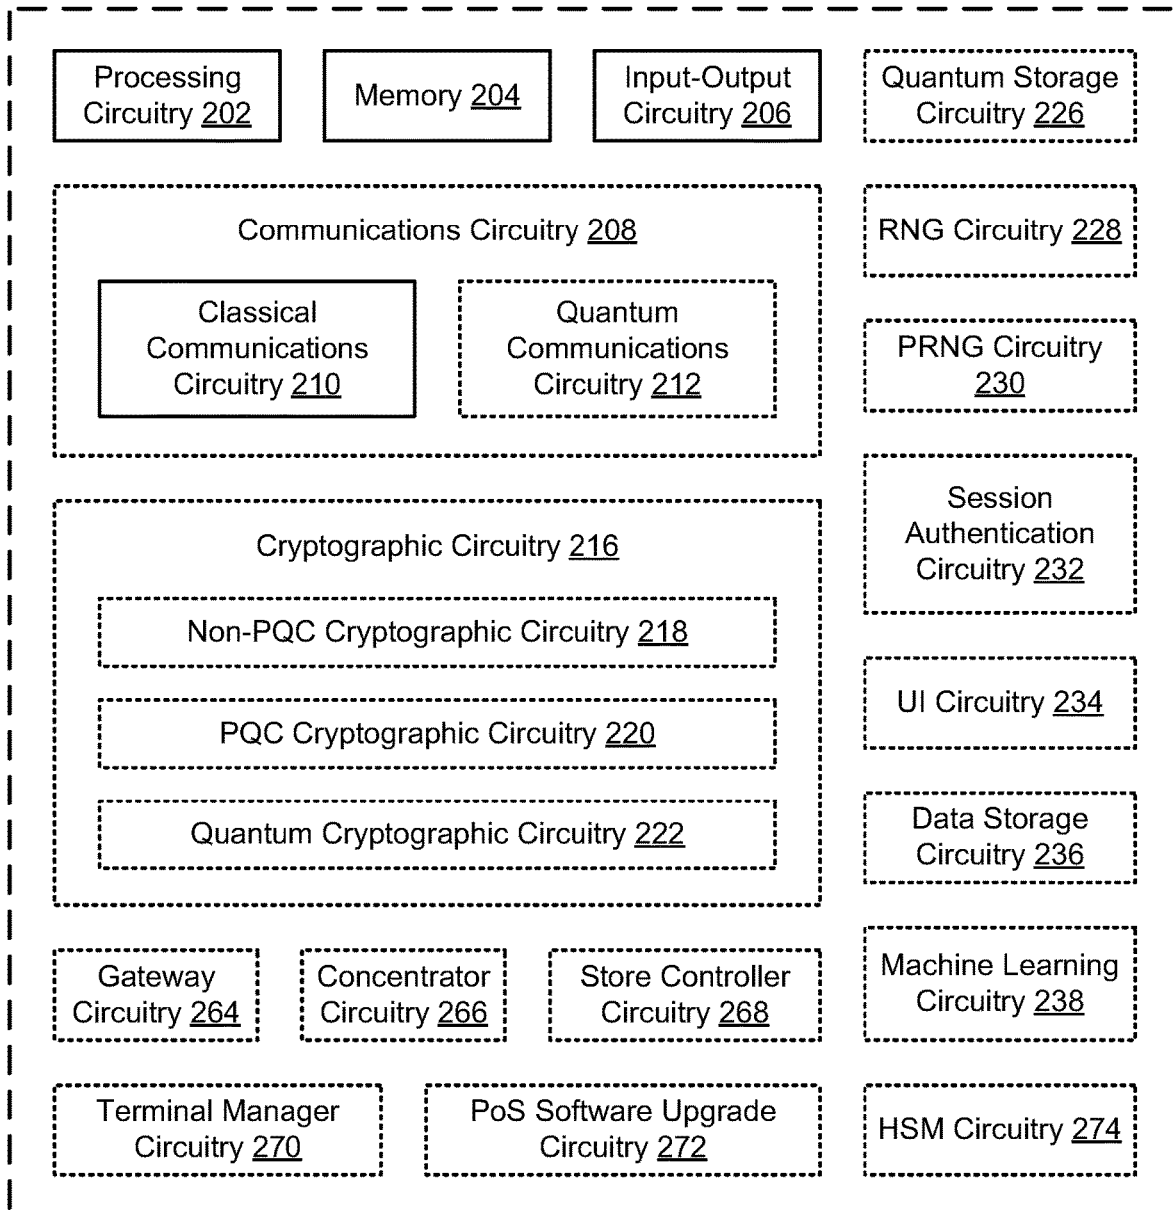 Processing
Circuitry 202
Memory 204
Input-Output
Circuitry 206
Quantum Storage
Circuitry 226
Communications Circuitry 208
Classical
Communications
Circuitry 210
Quantum
Communications
Circuitry 212
RNG Circuitry 228
PRNG Circuitry
230
Cryptographic Circuitry 216
Non-PQC Cryptographic Circuitry 218
PQC Cryptographic Circuitry 220
Quantum Cryptographic Circuitry 222
Session
Authentication
Circuitry 232
UI Circuitry 234
Data Storage
Circuitry 236
Gateway
Circuitry 264
Concentrator
Circuitry 266
Store Controller
Circuitry 268
Machine Learning
Circuitry 238
Terminal Manager
Circuitry 270
PoS Software Upgrade
Circuitry 272
HSM Circuitry 274